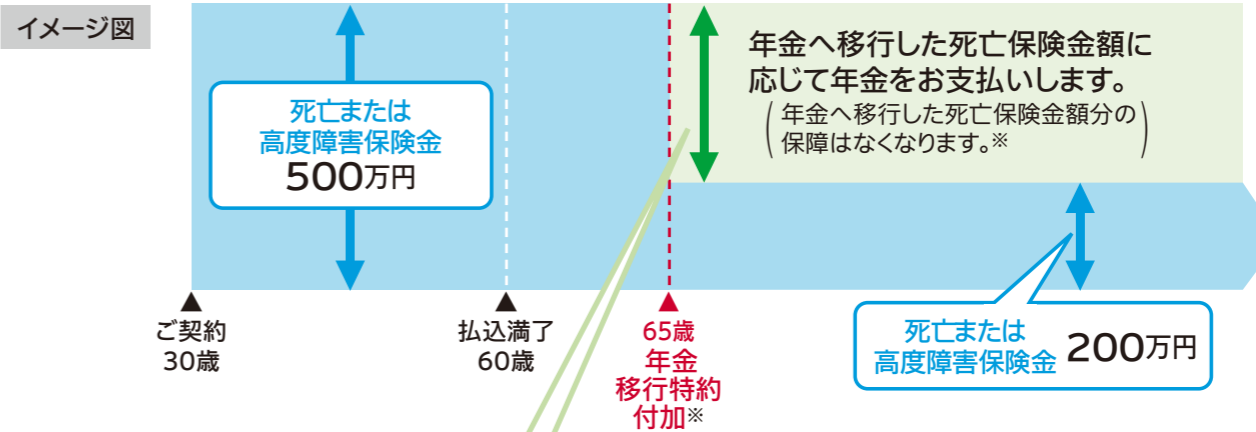 イメージ図
死亡または
高度障害保険金
500万円
年金へ移行した死亡保険金額に
応じて年金をお支払いします。
(年金へ移行した死亡保険金額分の
保障はなくなります。※)
▲
ご契約
30歳
▲
払込満了
60歳
▲
65歳
年金
移行特約
付加※
死亡または
高度障害保険金 200万円